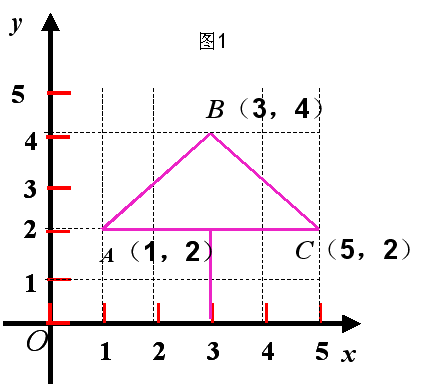 y
图1
5
B（3，4）
4
3
2
A（1，2）
C（5，2）
1
O
1 2 3 4 5 x